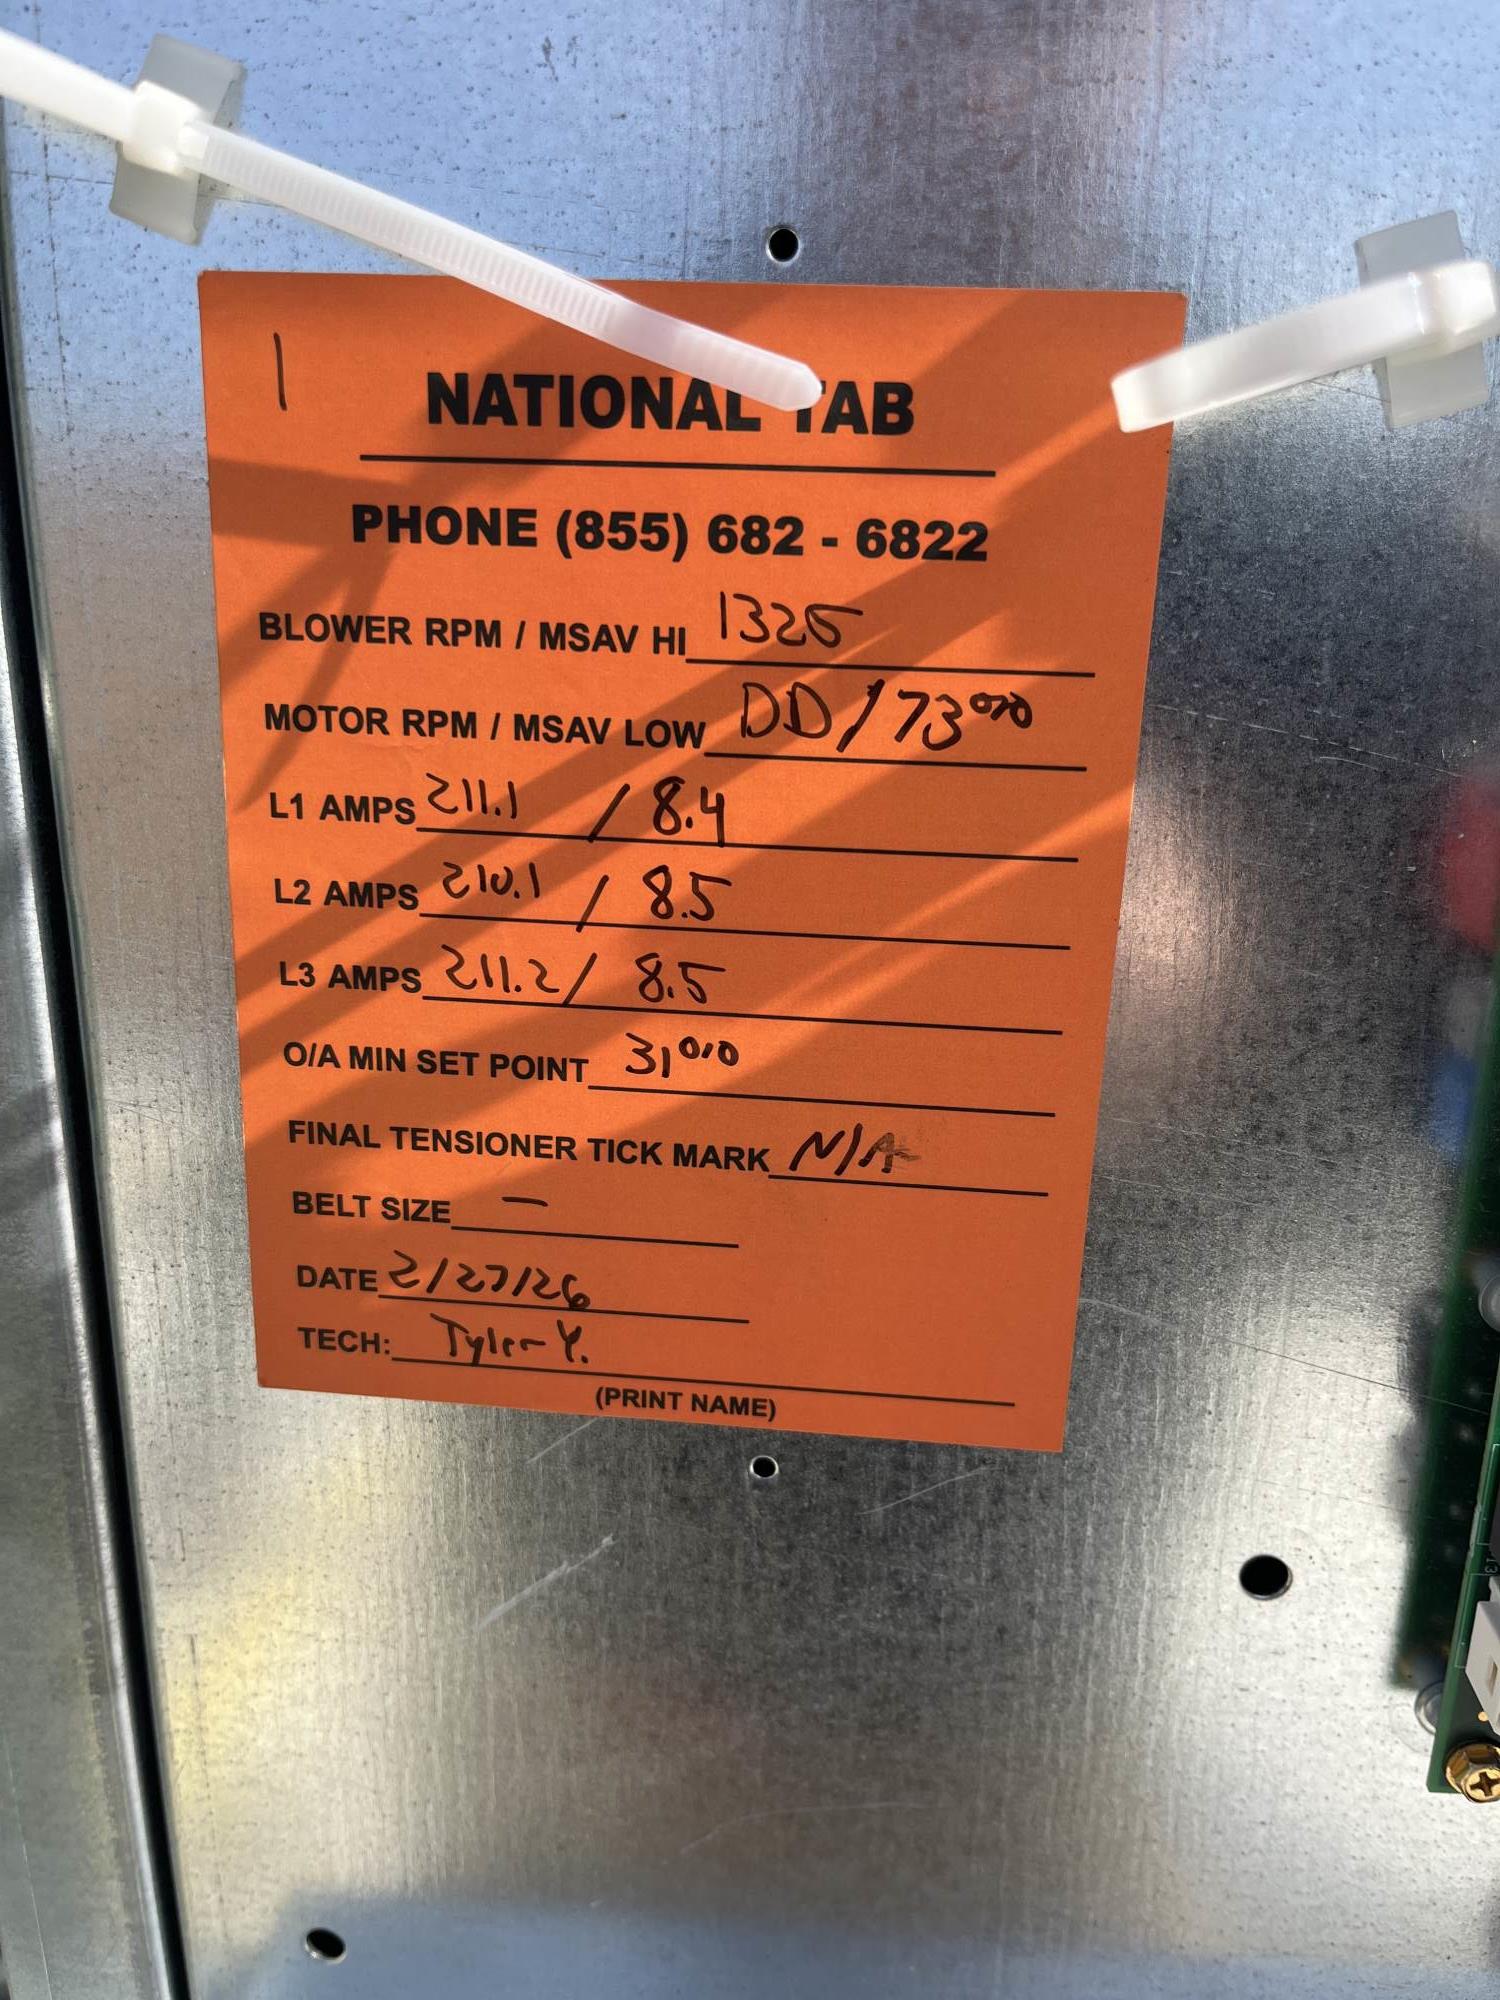 1
NATIONAL TAB
PHONE (855) 682 - 6822
BLOWER RPM / MSAV HI 1325
MOTOR RPM / MSAV LOW DD / 73%
L1 AMPS 211.1 / 8.4
L2 AMPS 210.1 / 8.5
L3 AMPS 211.2 / 8.5
O/A MIN SET POINT 31%
FINAL TENSIONER TICK MARK N/A
BELT SIZE —
DATE 2/27/26
TECH: Tyler Y.
(PRINT NAME)